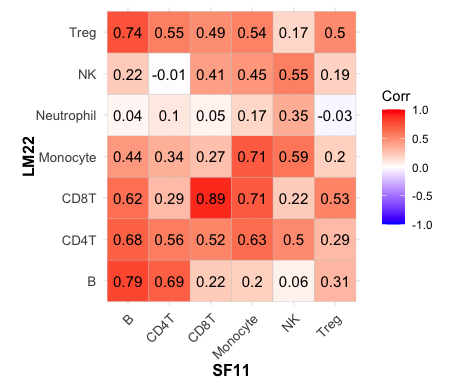 Treg 0.74 0.55 0.49 0.54 0.17 0.5
NK 0.22 -0.01 0.41 0.45 0.55 0.19
Neutrophil 0.04 0.1 0.05 0.17 0.35 -0.03
Monocyte 0.44 0.34 0.27 0.71 0.59 0.2
CD8T 0.62 0.29 0.89 0.71 0.22 0.53
CD4T 0.68 0.56 0.52 0.63 0.5 0.29
B 0.79 0.69 0.22 0.2 0.06 0.31
B CD4T CD8T Monocyte NK Treg
SF11
LM22
Corr
1.0
0.5
0.0
-0.5
-1.0